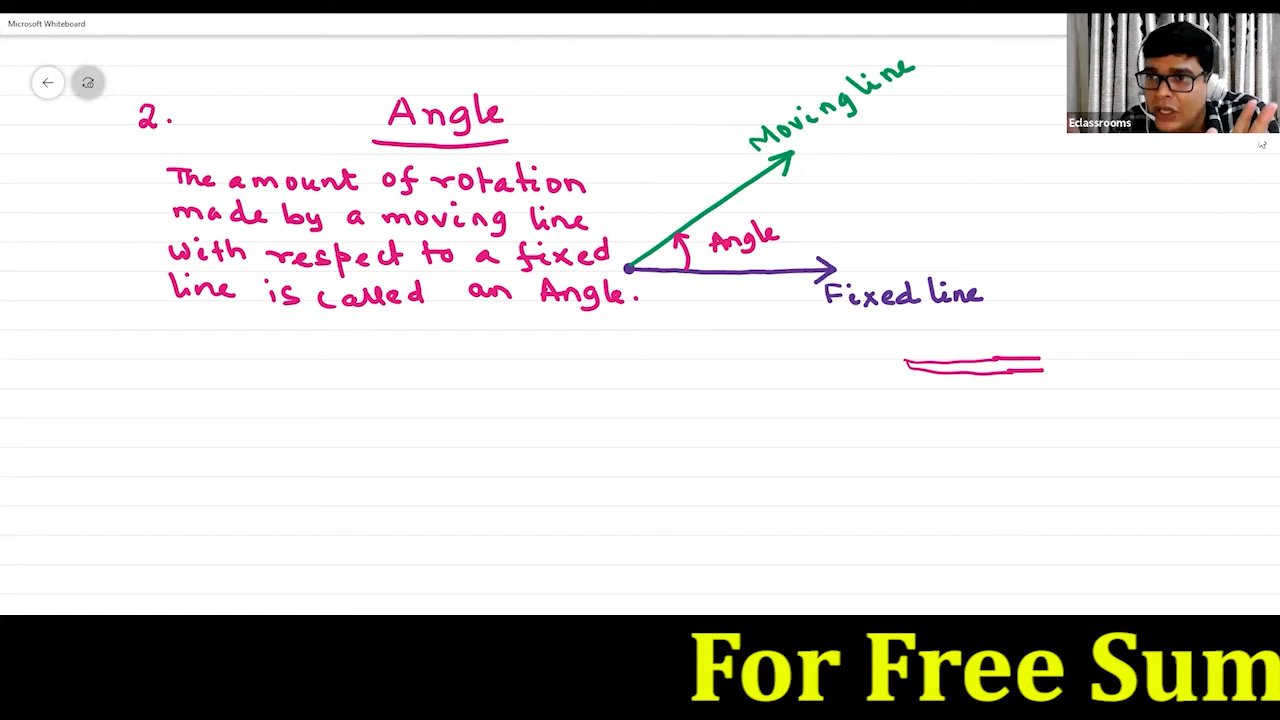 Microsoft Whiteboard
Eclassrooms
2. Angle
Moving line
The amount of rotation
made by a moving line
with respect to a fixed
line is called an Angle.
Angle
Fixed line
For Free Sum